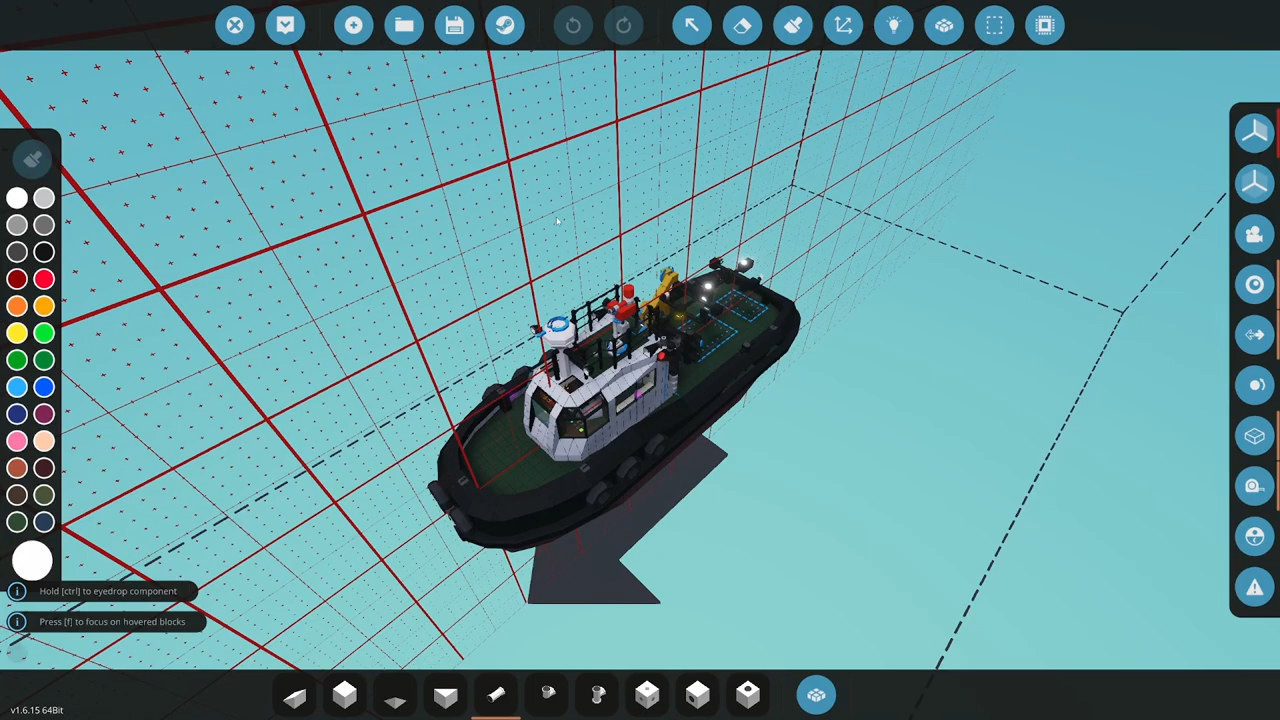 Hold [ctrl] to eyedrop component
Press [f] to focus on hovered blocks
v1.6.15 64Bit